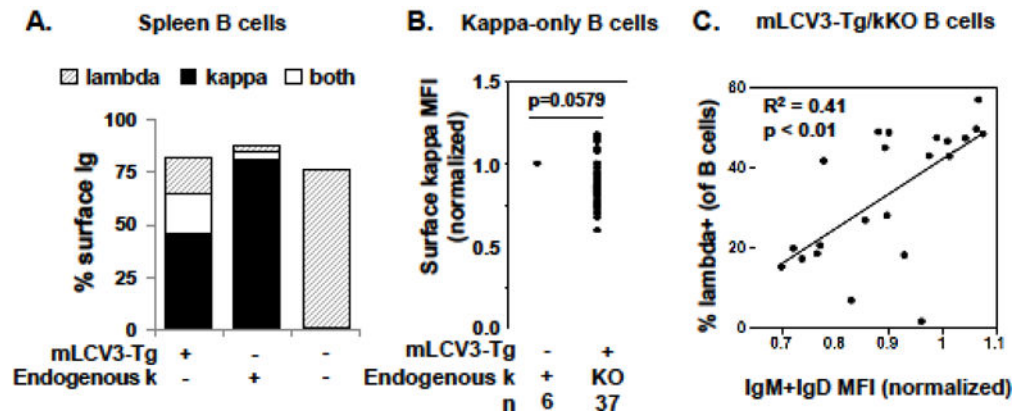 A. Spleen B cells
lambda kappa both
% surface Ig
100
75
50
25
0
mLCV3-Tg + - -
Endogenous k - + -
B. Kappa-only B cells
Surface kappa MFI
(normalized)
1.5
1.0
0.5
0.0
p=0.0579
mLCV3-Tg - +
Endogenous k + KO
n 6 37
C. mLCV3-Tg/kKO B cells
% lambda+ (of B cells)
60
40
20
0
R² = 0.41
p < 0.01
0.7 0.8 0.9 1 1.1
IgM+IgD MFI (normalized)